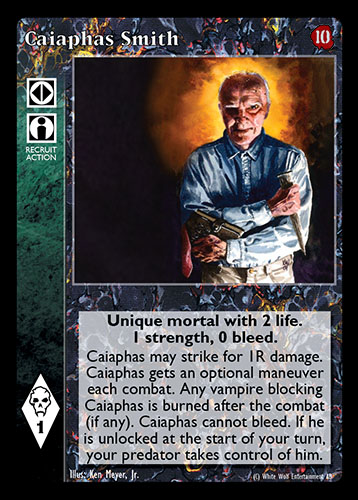 Caiaphas Smith
10
RECRUIT
ACTION
Unique mortal with 2 life.
1 strength, 0 bleed.
Caiaphas may strike for 1R damage.
Caiaphas gets an optional maneuver
each combat. Any vampire blocking
Caiaphas is burned after the combat
(if any). Caiaphas cannot bleed. If he
is unlocked at the start of your turn,
your predator takes control of him.
1
Illus: Ken Meyer, Jr.
(C) White Wolf Entertainment AB